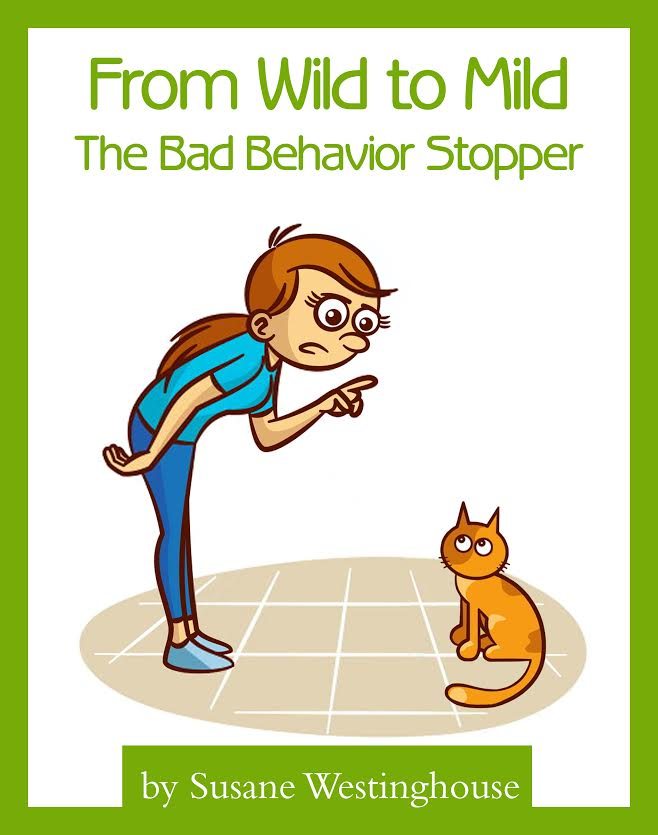 From Wild to Mild
The Bad Behavior Stopper
by Susane Westinghouse